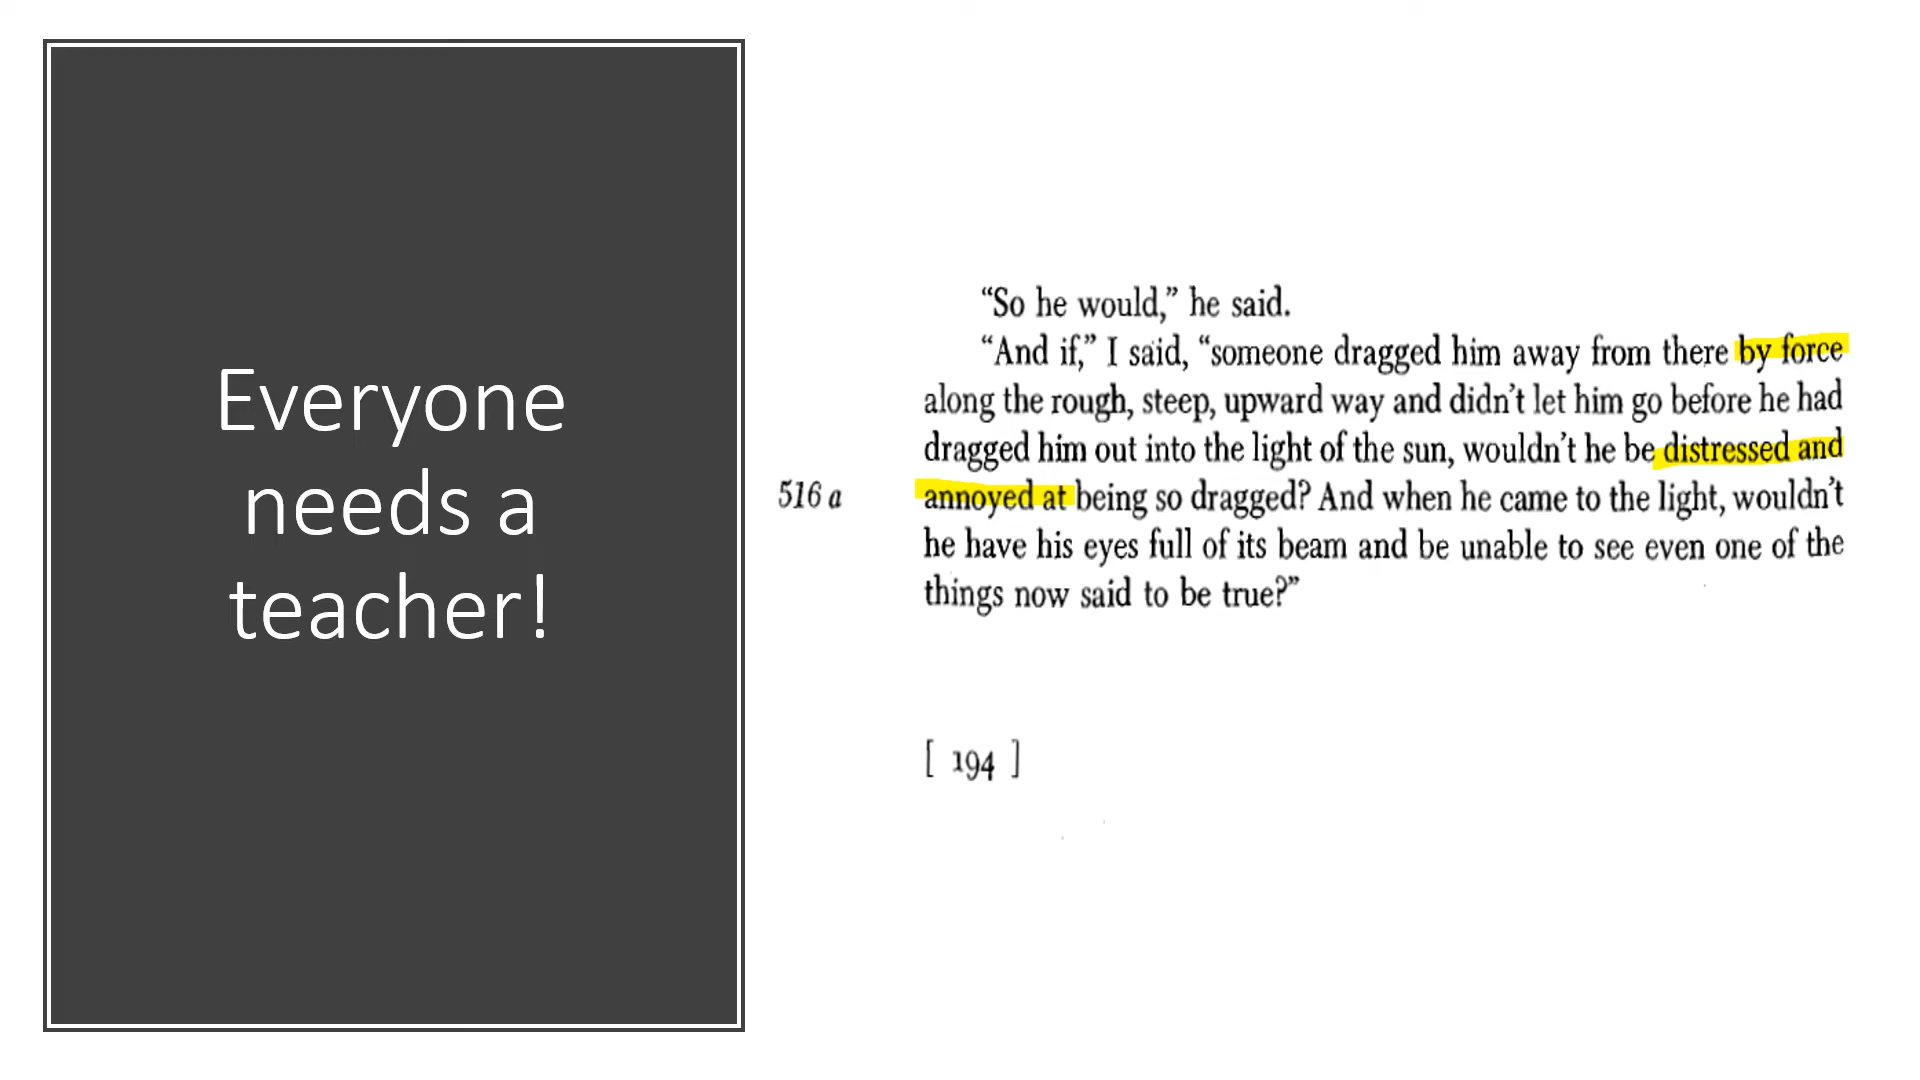 Everyone
needs a
teacher!
“So he would,” he said.
“And if,” I said, “someone dragged him away from there by force
along the rough, steep, upward way and didn’t let him go before he had
dragged him out into the light of the sun, wouldn’t he be distressed and
516 a annoyed at being so dragged? And when he came to the light, wouldn’t
he have his eyes full of its beam and be unable to see even one of the
things now said to be true?”
[ 194 ]